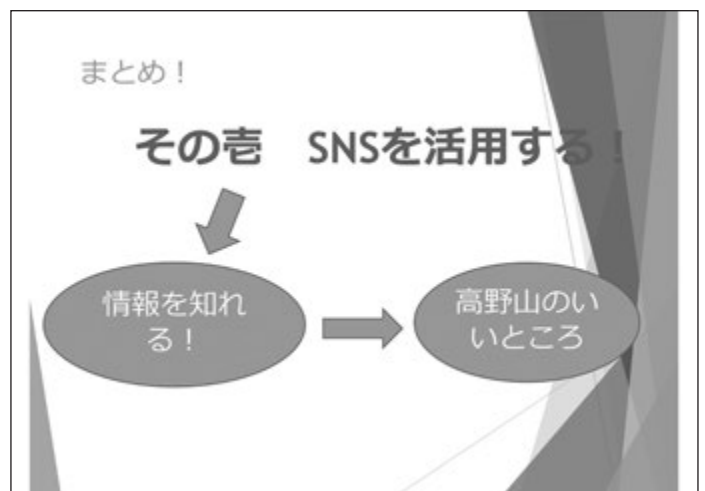 まとめ！
その壱　SNSを活用する！
情報を知れ
る！
高野山のい
いところ